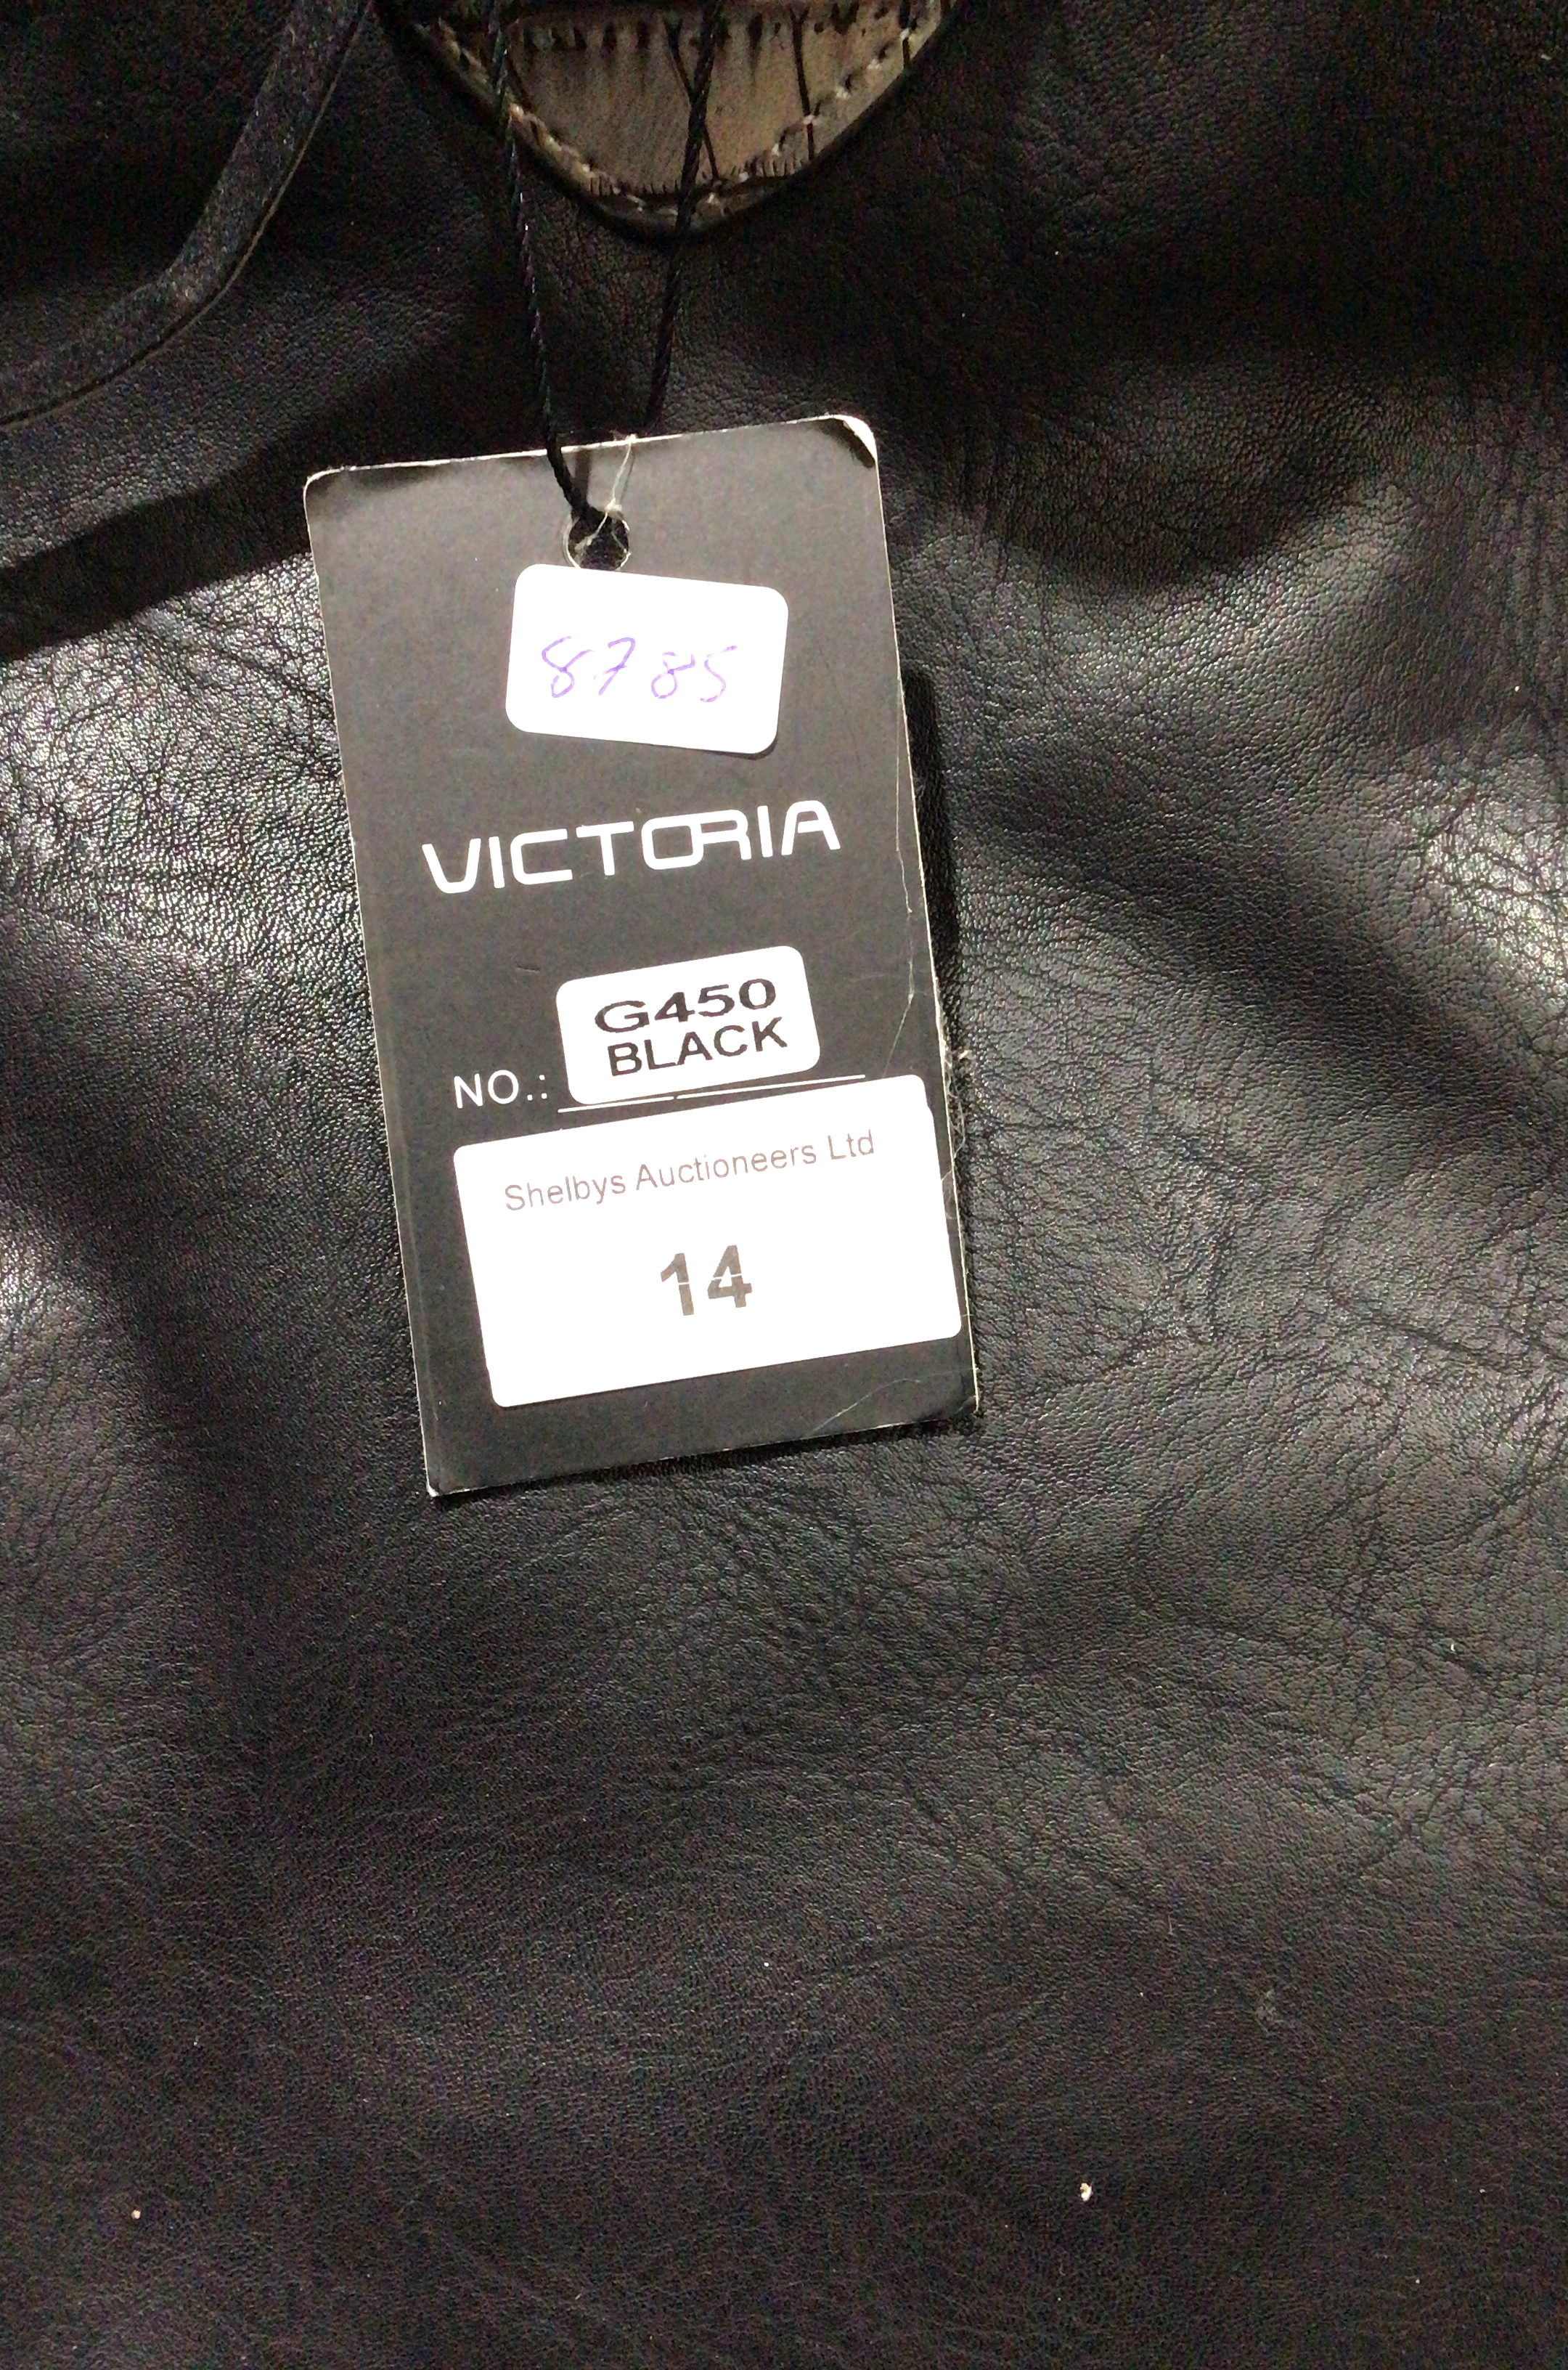 8785
VICTORIA
NO.: G450
BLACK
Shelbys Auctioneers Ltd
14